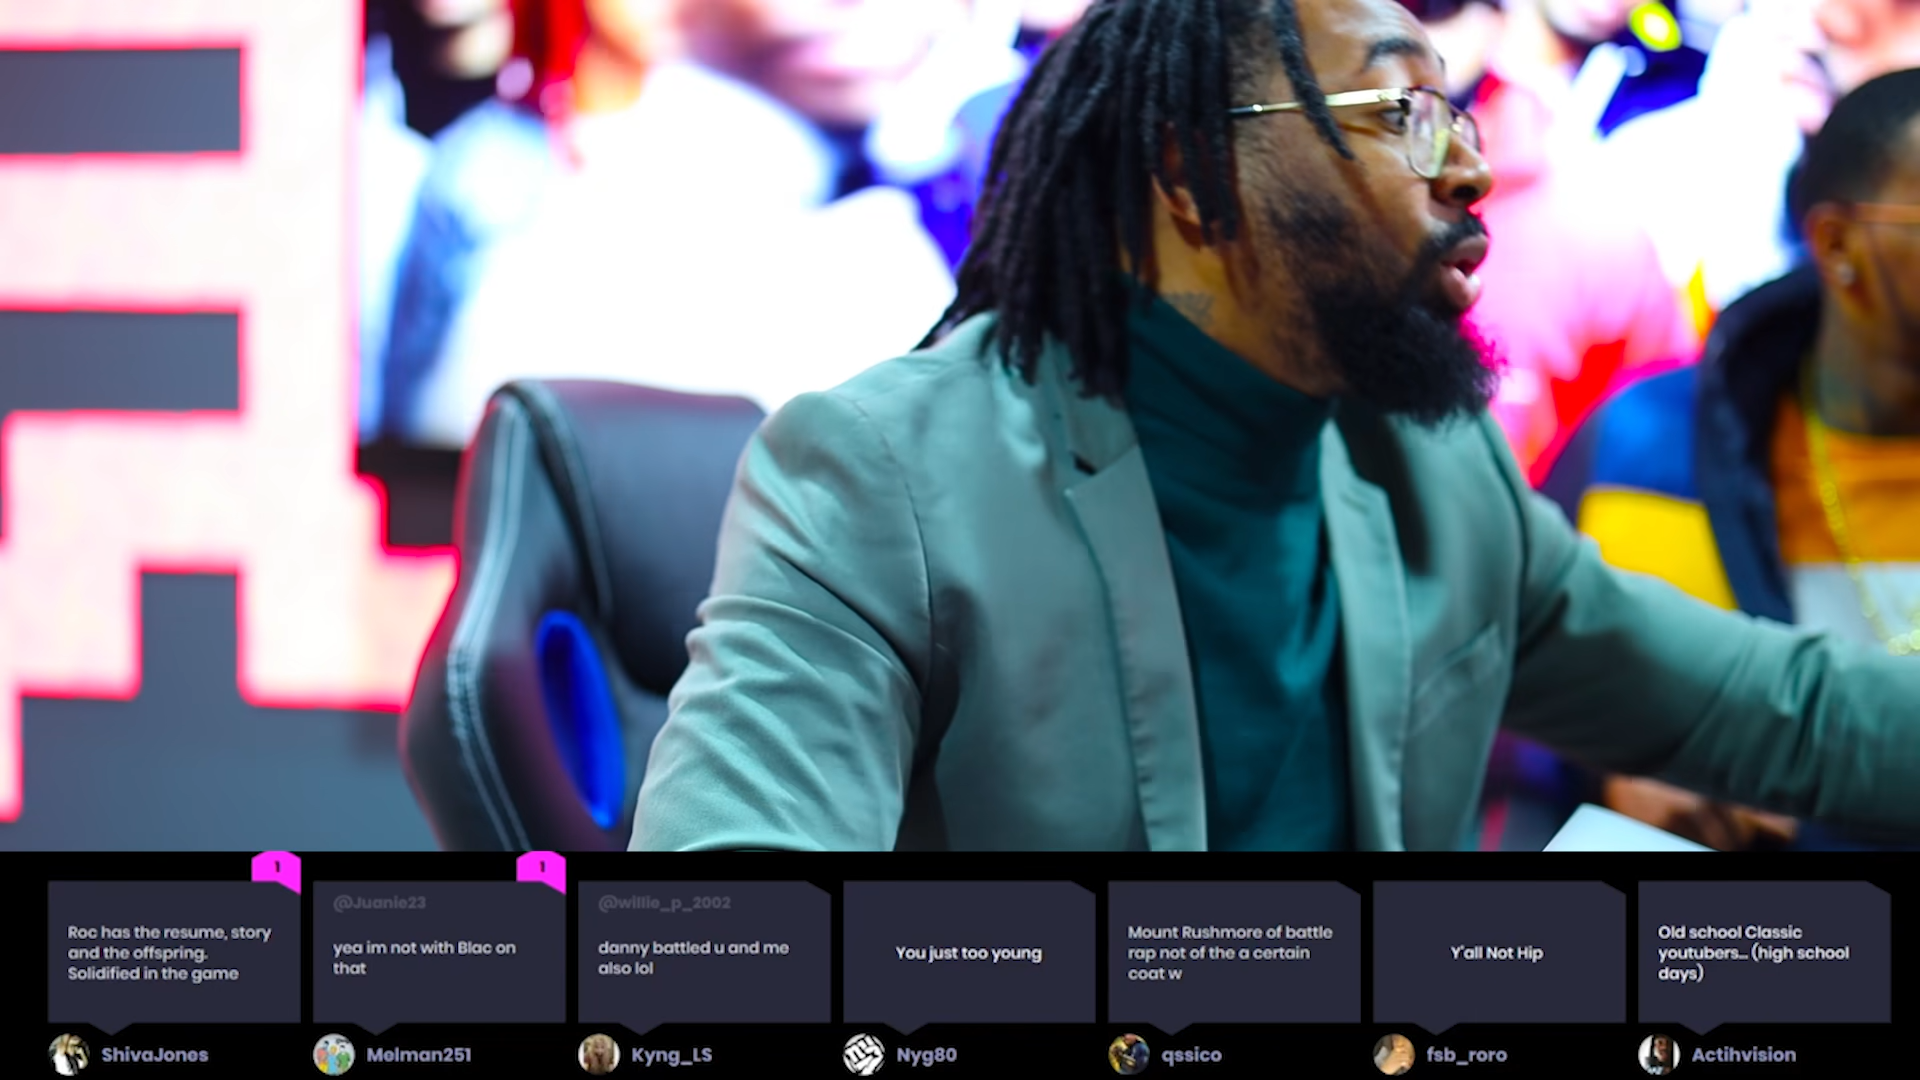 1
Roc has the resume, story
and the offspring.
Solidified in the game
ShivaJones
1
@Juanie23
yea im not with Blac on
that
Melman251
@willie_p_2002
danny battled u and me
also lol
Kyng_LS
You just too young
Nyg80
Mount Rushmore of battle
rap not of the a certain
coat w
qssico
Y'all Not Hip
fsb_roro
Old school Classic
youtubers... (high school
days)
Actihvision